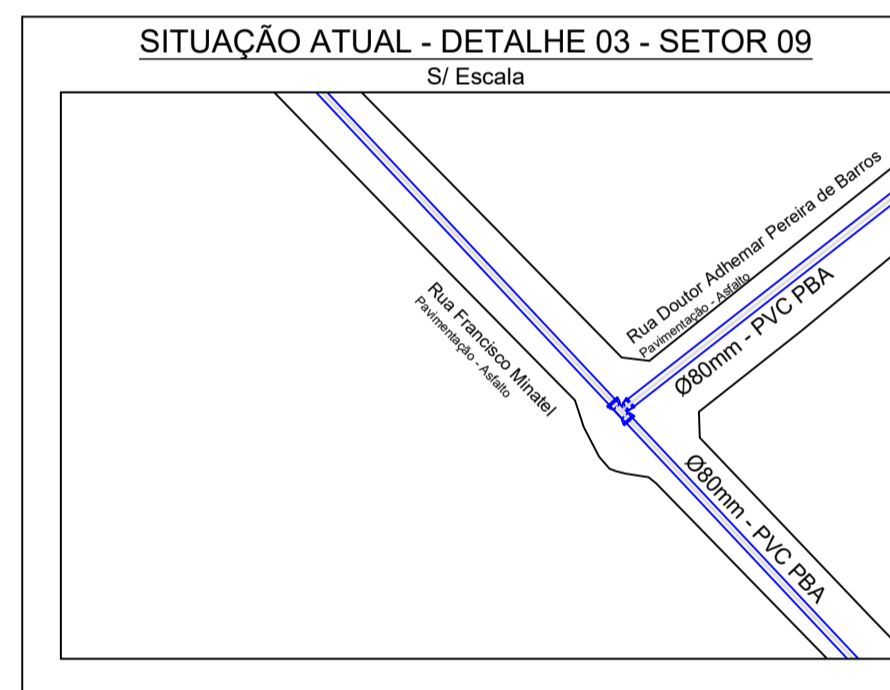 SITUAÇÃO ATUAL - DETALHE 03 - SETOR 09
S/ Escala
Rua Doutor Adhemar Pereira de Barros
Pavimentação - Asfalto
Ø80mm - PVC PBA
Rua Francisco Minatel
Pavimentação - Asfalto
Ø80mm - PVC PBA